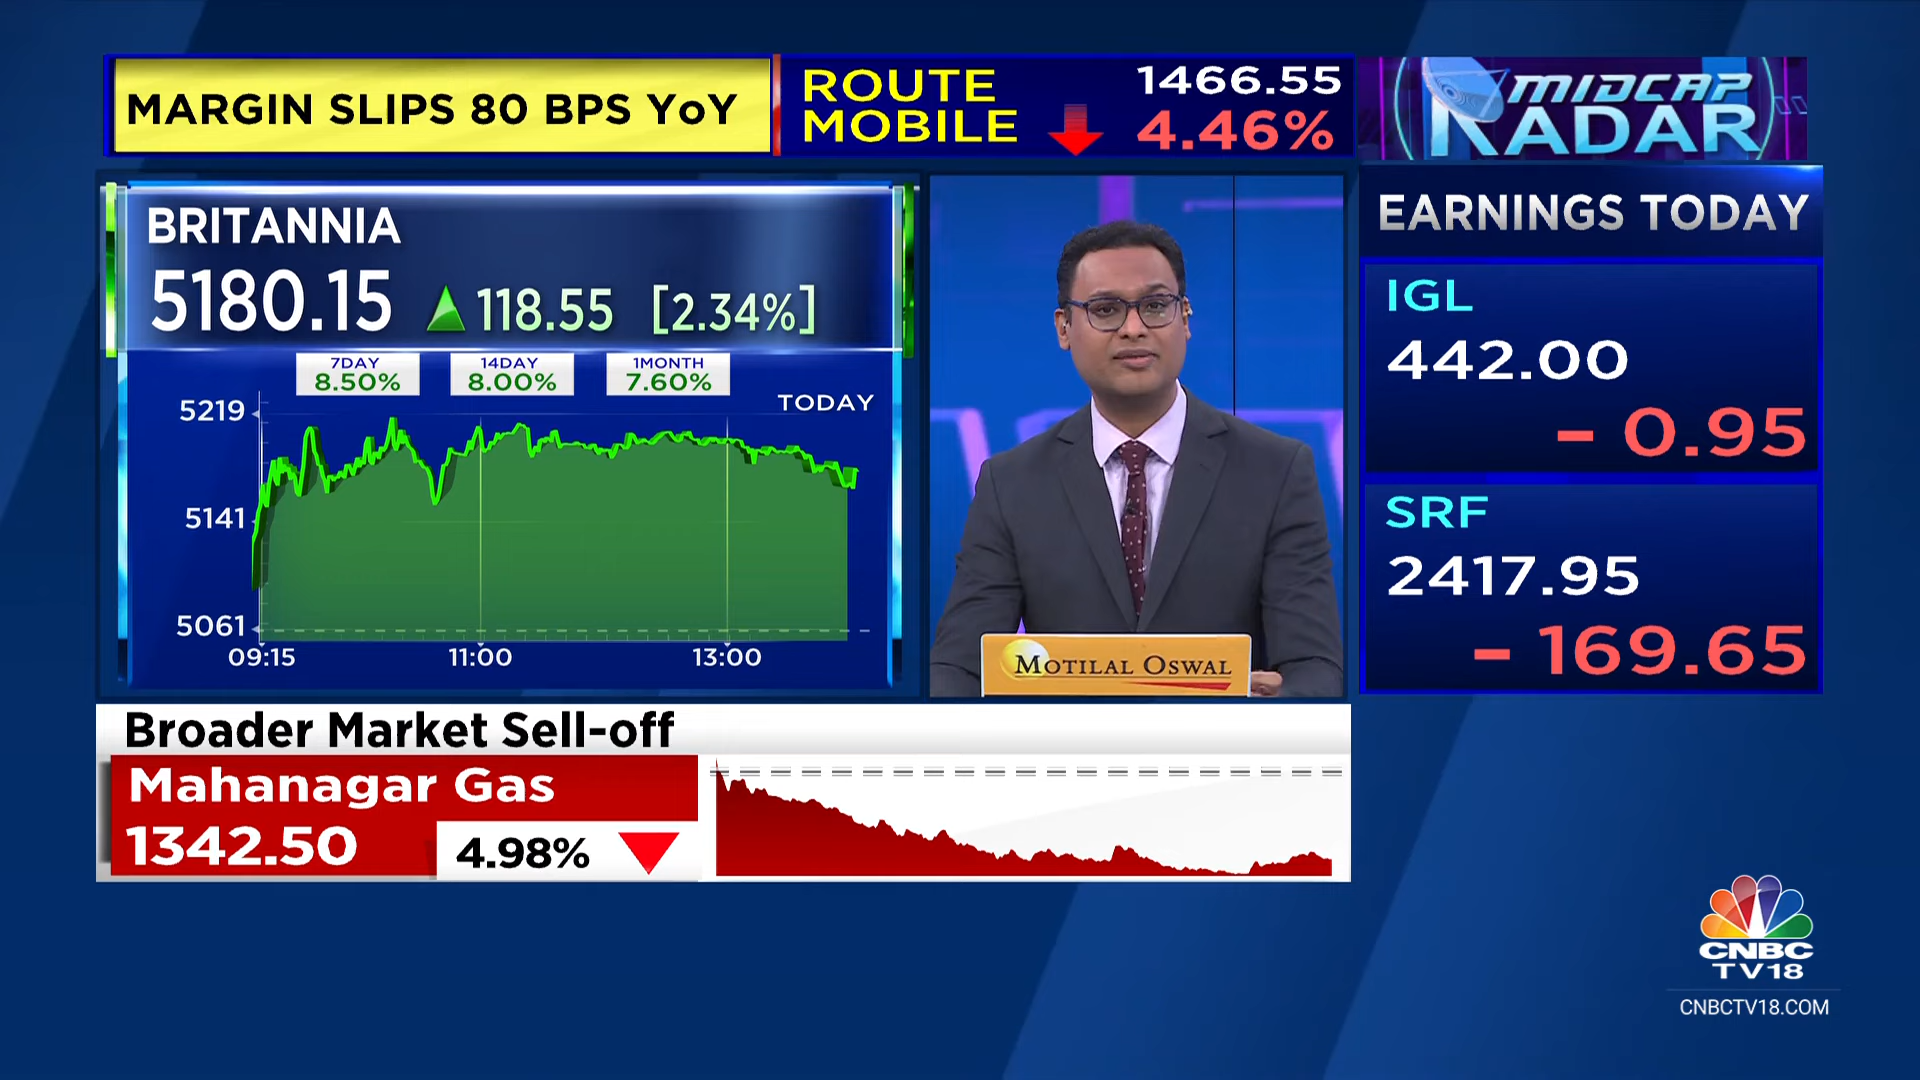 MARGIN SLIPS 80 BPS YoY
ROUTE
MOBILE
1466.55
4.46%
MIDCAP
RADAR
BRITANNIA
5180.15 118.55 [2.34%]
7DAY
8.50%
14DAY
8.00%
1MONTH
7.60%
TODAY
5219
5141
5061
09:15 11:00 13:00
MOTILAL OSWAL
EARNINGS TODAY
IGL
442.00
– 0.95
SRF
2417.95
– 169.65
Broader Market Sell-off
Mahanagar Gas
1342.50
4.98%
CNBC
TV18
CNBCTV18.COM